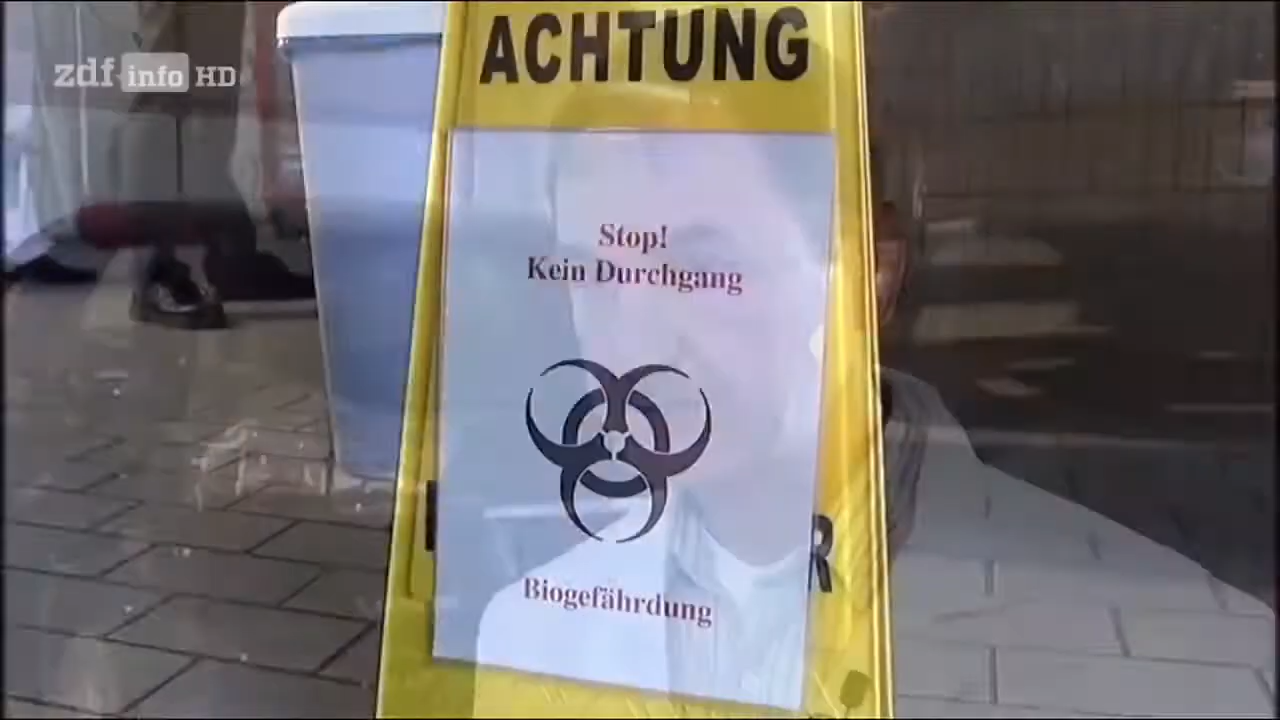 zdf info HD
ACHTUNG
Stop!
Kein Durchgang
R
Biogefährdung